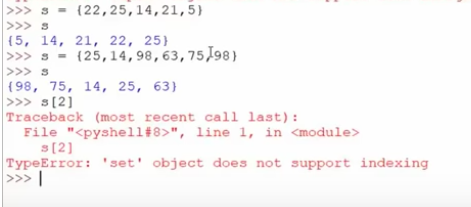 >>> s = {22,25,14,21,5}
>>> s
{5, 14, 21, 22, 25}
>>> s = {25,14,98,63,75,98}
>>> s
{98, 75, 14, 25, 63}
>>> s[2]
Traceback (most recent call last):
  File "<pyshell#8>", line 1, in <module>
    s[2]
TypeError: 'set' object does not support indexing
>>>